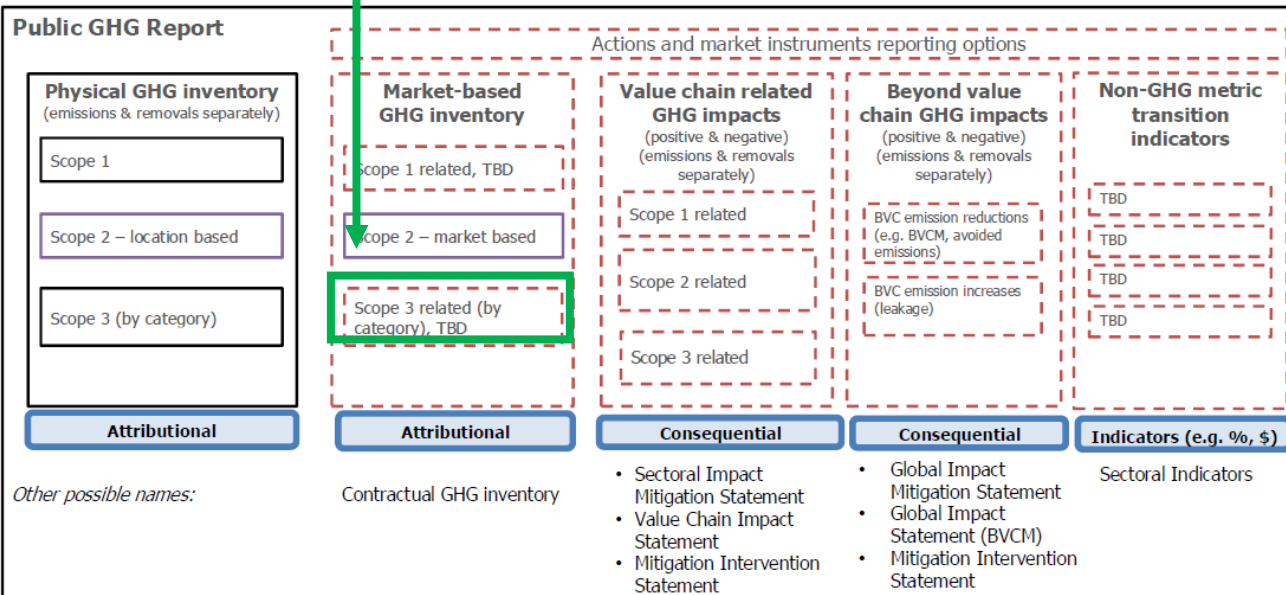 Public GHG Report
Actions and market instruments reporting options
Physical GHG inventory
(emissions & removals separately)
Scope 1
Scope 2 – location based
Scope 3 (by category)
Attributional
Market-based
GHG inventory
Scope 1 related, TBD
Scope 2 – market based
Scope 3 related (by
category), TBD
Attributional
Value chain related
GHG impacts
(positive & negative)
(emissions & removals
separately)
Scope 1 related
Scope 2 related
Scope 3 related
Consequential
Beyond value
chain GHG impacts
(positive & negative)
(emissions & removals
separately)
BVC emission reductions
(e.g. BVCM, avoided
emissions)
BVC emission increases
(leakage)
Consequential
Non-GHG metric
transition
indicators
TBD
TBD
TBD
TBD
Indicators (e.g. %, $)
Other possible names:
Contractual GHG inventory
• Sectoral Impact
Mitigation Statement
• Value Chain Impact
Statement
• Mitigation Intervention
Statement
• Global Impact
Mitigation Statement
• Global Impact
Statement (BVCM)
• Mitigation Intervention
Statement
Sectoral Indicators